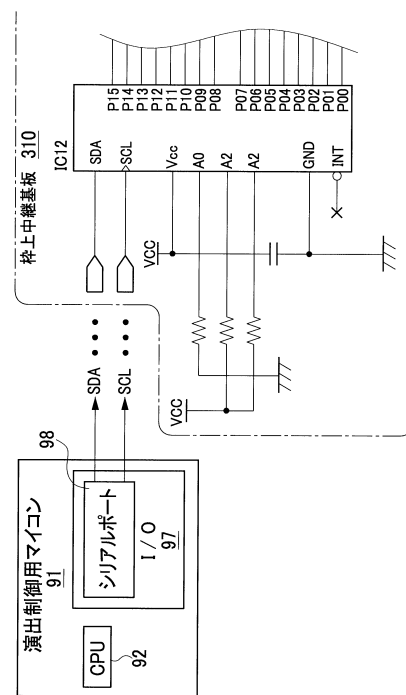 枠上中継基板 310
IC12
SDA
SCL
Vcc
A0
A2
A2
GND
INT
P15
P14
P13
P12
P11
P10
P09
P08
P07
P06
P05
P04
P03
P02
P01
P00
VCC
VCC
SDA
SCL
演出制御用マイコン
91
98
シリアルポート
I/O
97
CPU
92